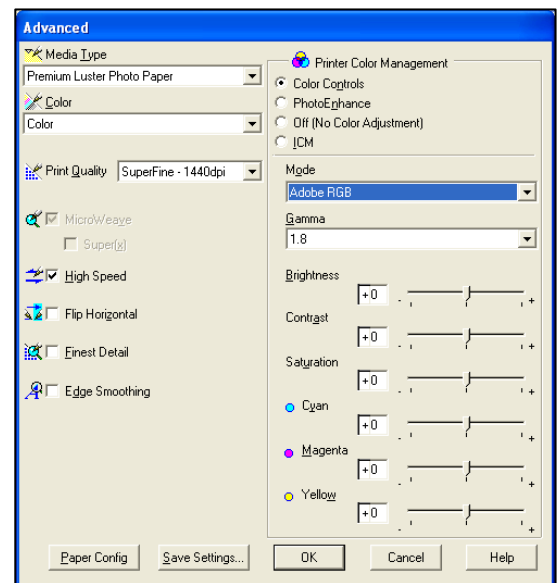 Advanced
Media Type
Premium Luster Photo Paper
Color
Color
Print Quality SuperFine - 1440dpi
MicroWeave
Super(x)
High Speed
Flip Horizontal
Finest Detail
Edge Smoothing
Printer Color Management
Color Controls
PhotoEnhance
Off (No Color Adjustment)
ICM
Mode
Adobe RGB
Gamma
1.8
Brightness
+0 - +
Contrast
+0 - +
Saturation
+0 - +
Cyan
+0 - +
Magenta
+0 - +
Yellow
+0 - +
Paper Config Save Settings... OK Cancel Help